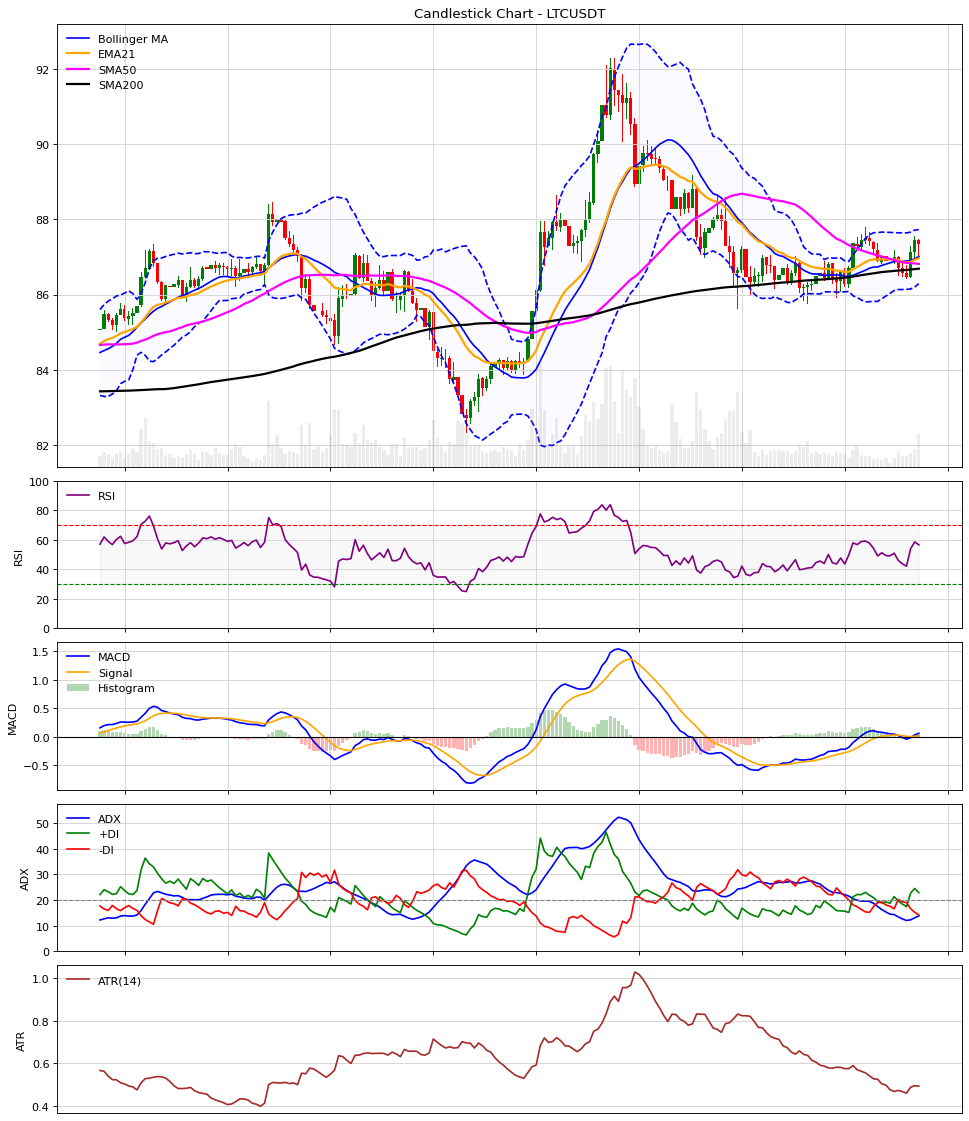 Candlestick Chart - LTCUSDT
Bollinger MA
EMA21
SMA50
SMA200
92
90
88
86
84
82
RSI
RSI
100
80
60
40
20
0
MACD
MACD
Signal
Histogram
1.5
1.0
0.5
0.0
−0.5
ADX
ADX
+DI
-DI
50
40
30
20
10
0
ATR
ATR(14)
1.0
0.8
0.6
0.4